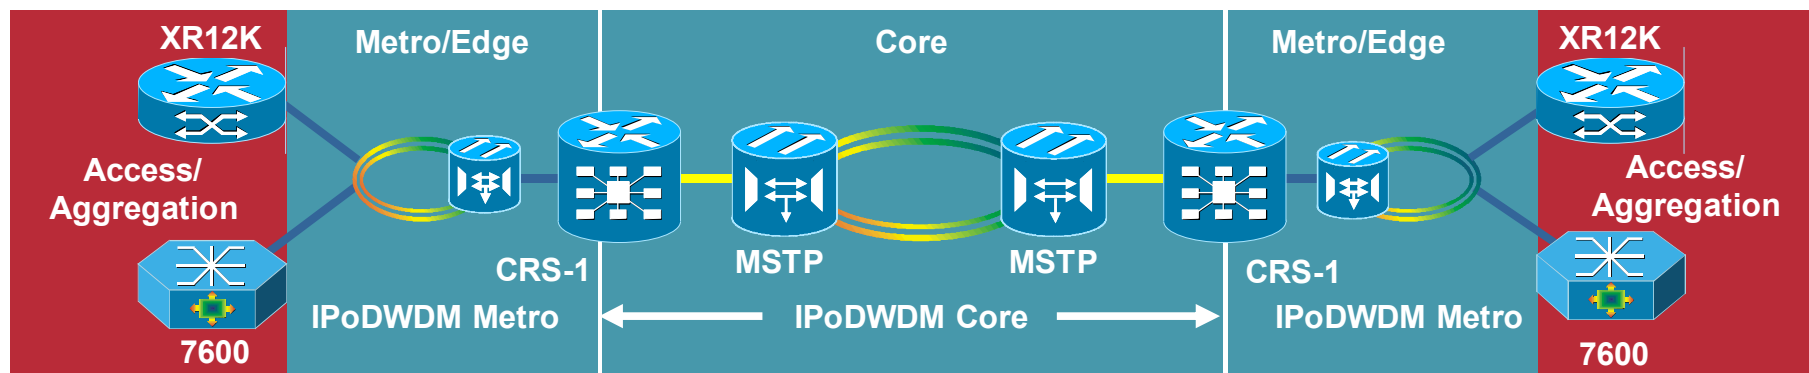 XR12K
Metro/Edge
Core
Metro/Edge
XR12K
Access/
Aggregation
Access/
Aggregation
CRS-1
MSTP
MSTP
CRS-1
IPoDWDM Metro
IPoDWDM Core
IPoDWDM Metro
7600
7600